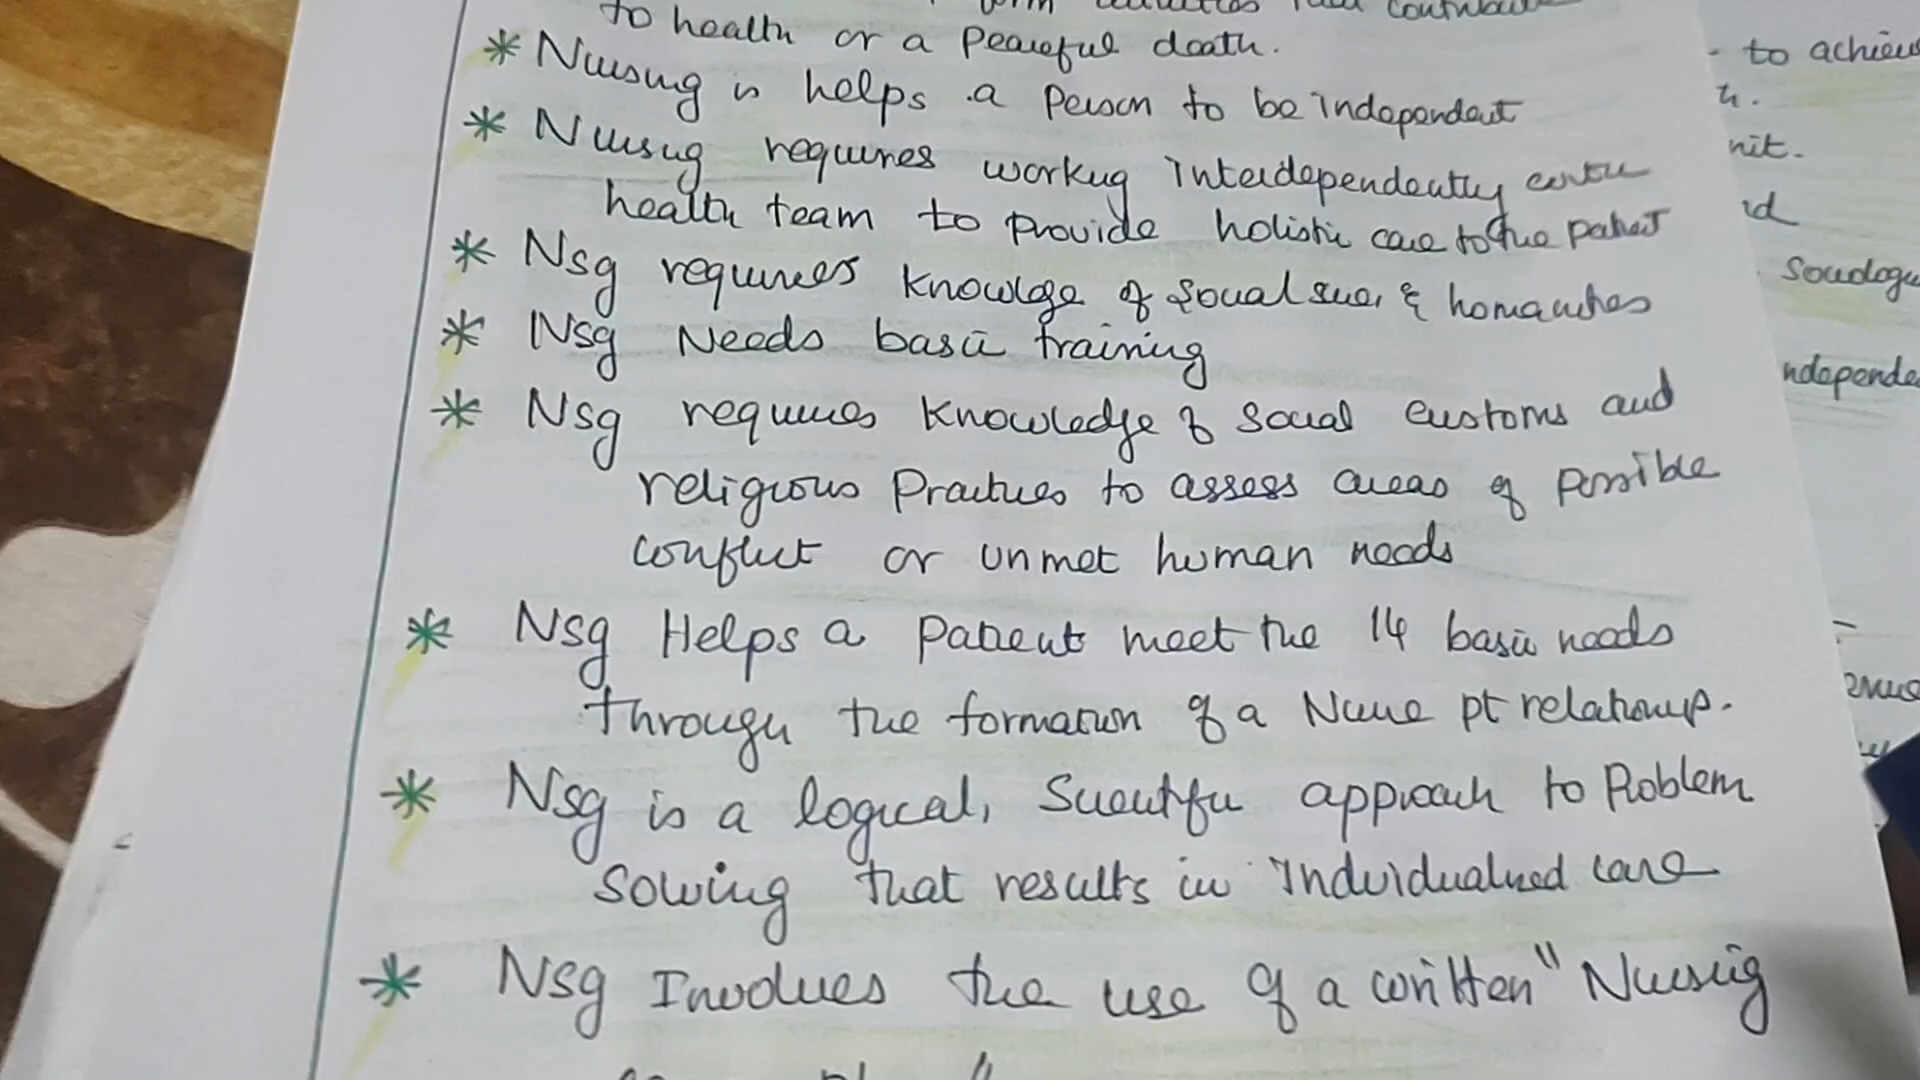 to health or a Peaceful death.
* Nursing is helps a Person to be independent
* Nursing requires working Interdependently with
health team to provide holistic care to the patient
* Nsg requires Knowldge of social & humanities
* Nsg Needs basic training
* Nsg requires Knowledge of social customs and
religious Practices to assess areas of possible
conflict or unmet human needs
* Nsg Helps a patient meet the 14 basic needs
through the formation of a Nurse pt relationship.
* Nsg is a logical, Scientific approach to Problem
Solving that results in Individualized care
* Nsg Involves the use of a written "Nursing
to achieve
nit.
Sociology
independe